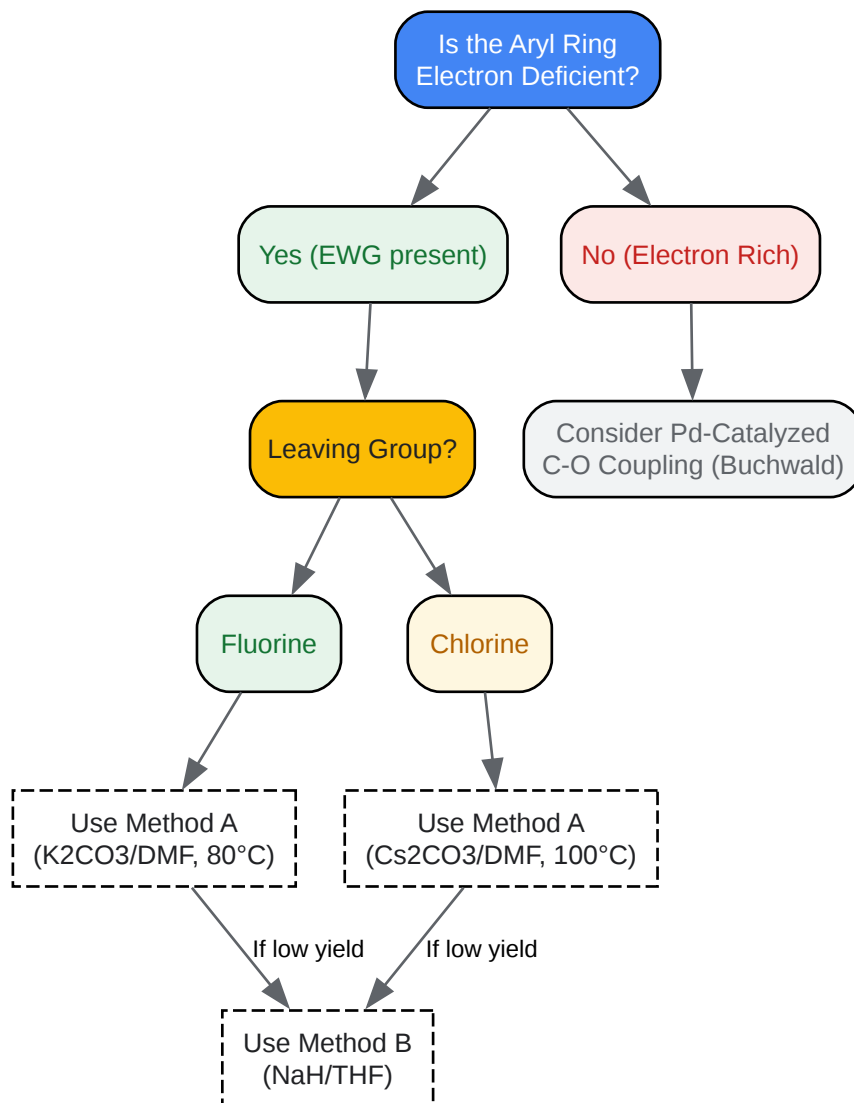 Is the Aryl Ring
Electron Deficient?
Yes (EWG present)
No (Electron Rich)
Leaving Group?
Consider Pd-Catalyzed
C-O Coupling (Buchwald)
Fluorine
Chlorine
Use Method A
(K2CO3/DMF, 80°C)
Use Method A
(Cs2CO3/DMF, 100°C)
If low yield
If low yield
Use Method B
(NaH/THF)